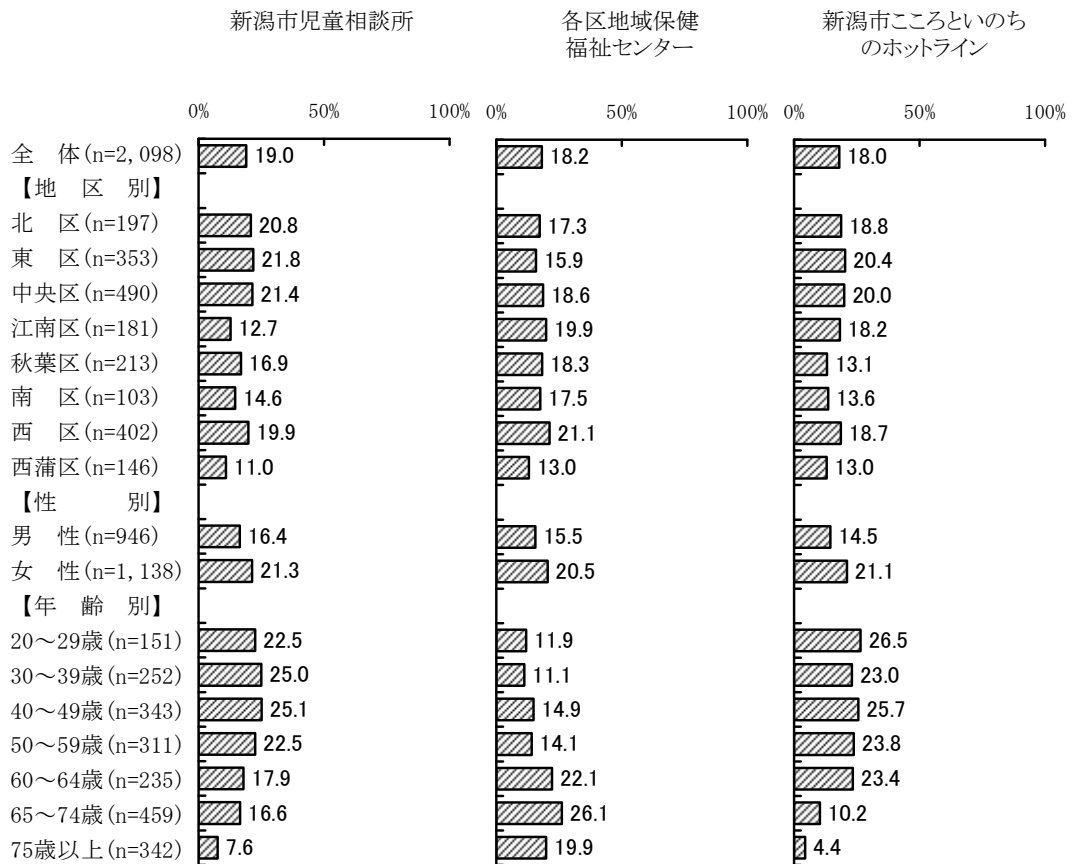 新潟市児童相談所 各区地域保健 新潟市こころといのち
福祉センター のホットライン
0% 50% 100% 0% 50% 100% 0% 50% 100%
全 体(n=2,098) 19.0 18.2 18.0
【地 区 別】
北 区(n=197) 20.8 17.3 18.8
東 区(n=353) 21.8 15.9 20.4
中央区(n=490) 21.4 18.6 20.0
江南区(n=181) 12.7 19.9 18.2
秋葉区(n=213) 16.9 18.3 13.1
南 区(n=103) 14.6 17.5 13.6
西 区(n=402) 19.9 21.1 18.7
西蒲区(n=146) 11.0 13.0 13.0
【性 別】
男 性(n=946) 16.4 15.5 14.5
女 性(n=1,138) 21.3 20.5 21.1
【年 齢 別】
20～29歳(n=151) 22.5 11.9 26.5
30～39歳(n=252) 25.0 11.1 23.0
40～49歳(n=343) 25.1 14.9 25.7
50～59歳(n=311) 22.5 14.1 23.8
60～64歳(n=235) 17.9 22.1 23.4
65～74歳(n=459) 16.6 26.1 10.2
75歳以上(n=342) 7.6 19.9 4.4